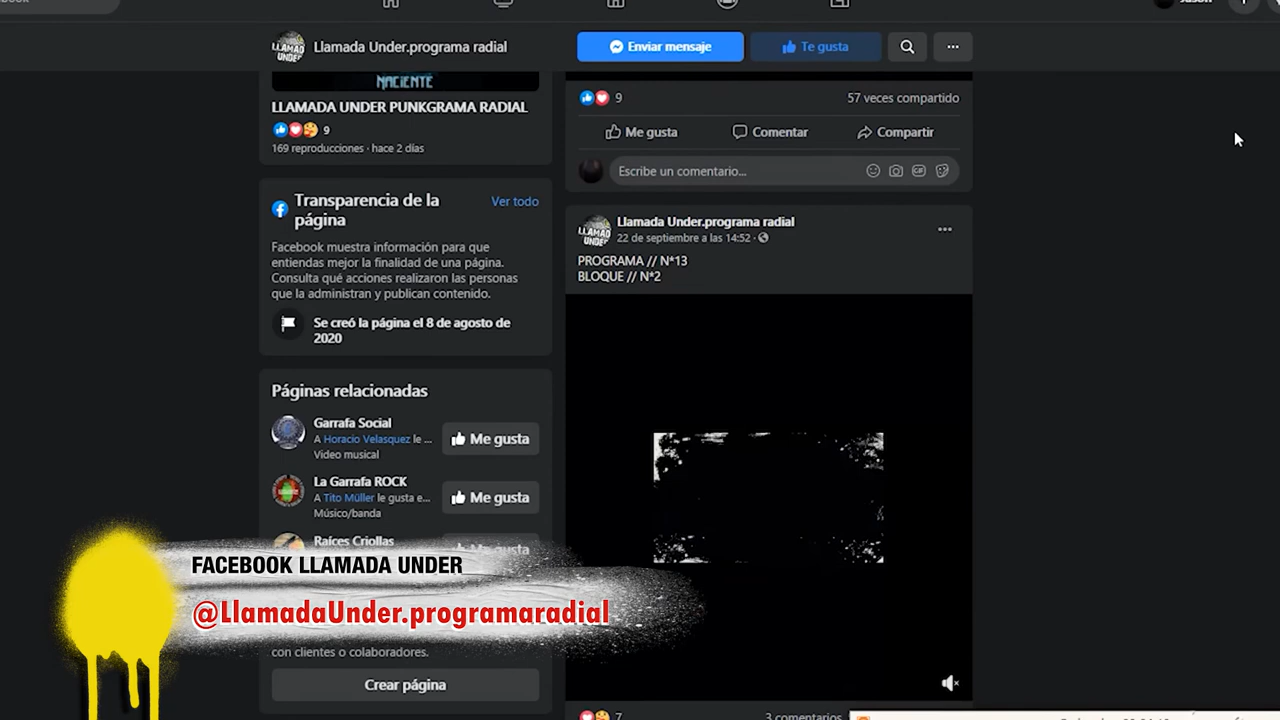 Llamada Under.programa radial
Enviar mensaje
Te gusta
NACIENTE
LLAMADA UNDER PUNKGRAMA RADIAL
9
169 reproducciones · hace 2 días
Transparencia de la página
Ver todo
Facebook muestra información para que
entiendas mejor la finalidad de una página.
Consulta qué acciones realizaron las personas
que la administran y publican contenido.
Se creó la página el 8 de agosto de
2020
Páginas relacionadas
Garrafa Social
A Horacio Velasquez le ...
Video musical
Me gusta
La Garrafa ROCK
A Tito Müller le gusta e...
Músico/banda
Me gusta
Raíces Criollas
Me gusta
con clientes o colaboradores.
Crear página
9
57 veces compartido
Me gusta
Comentar
Compartir
Escribe un comentario...
GIF
LLAMADA UNDER
Llamada Under.programa radial
22 de septiembre a las 14:52 ·
PROGRAMA // N*13
BLOQUE // N*2
7
3 comentarios
FACEBOOK LLAMADA UNDER
@LlamadaUnder.programaradial